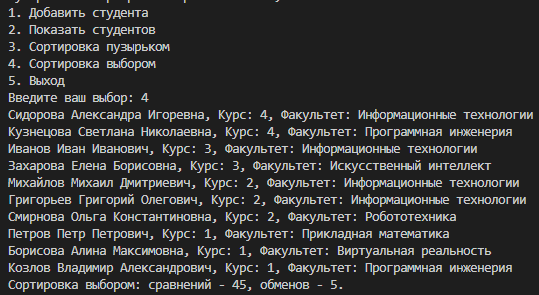 1. Добавить студента
2. Показать студентов
3. Сортировка пузырьком
4. Сортировка выбором
5. Выход
Введите ваш выбор: 4
Сидорова Александра Игоревна, Курс: 4, Факультет: Информационные технологии
Кузнецова Светлана Николаевна, Курс: 4, Факультет: Программная инженерия
Иванов Иван Иванович, Курс: 3, Факультет: Информационные технологии
Захарова Елена Борисовна, Курс: 3, Факультет: Искусственный интеллект
Михайлов Михаил Дмитриевич, Курс: 2, Факультет: Информационные технологии
Григорьев Григорий Олегович, Курс: 2, Факультет: Информационные технологии
Смирнова Ольга Константиновна, Курс: 2, Факультет: Робототехника
Петров Петр Петрович, Курс: 1, Факультет: Прикладная математика
Борисова Алина Максимовна, Курс: 1, Факультет: Виртуальная реальность
Козлов Владимир Александрович, Курс: 1, Факультет: Программная инженерия
Сортировка выбором: сравнений - 45, обменов - 5.